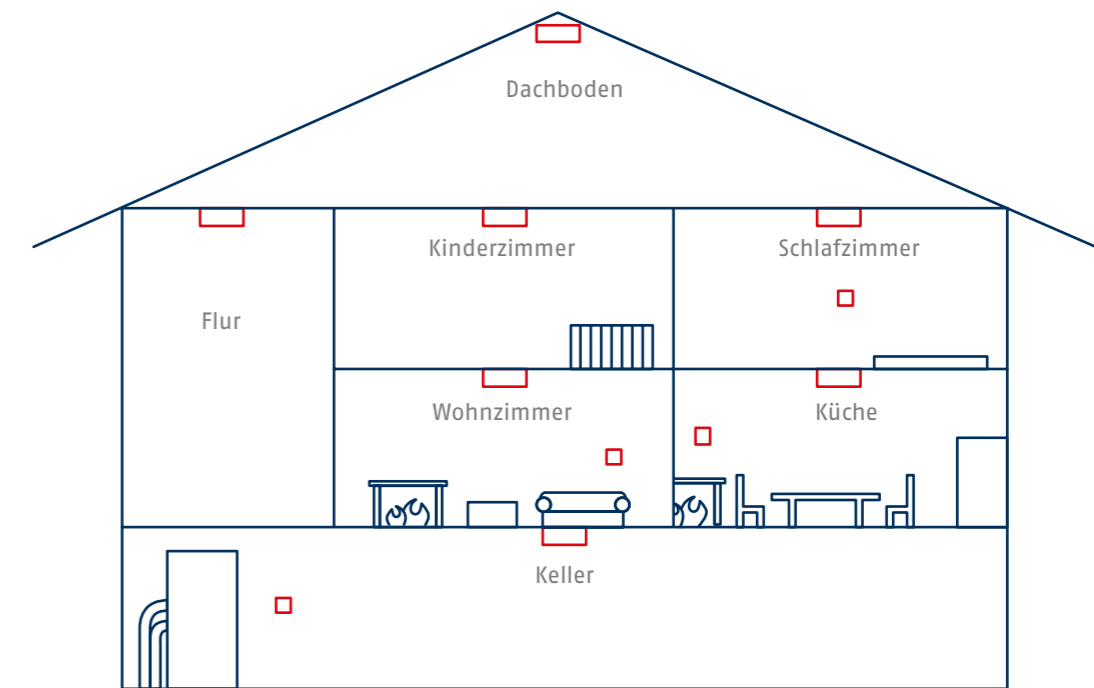 Dachboden
Kinderzimmer
Schlafzimmer
Flur
Wohnzimmer
Küche
Keller